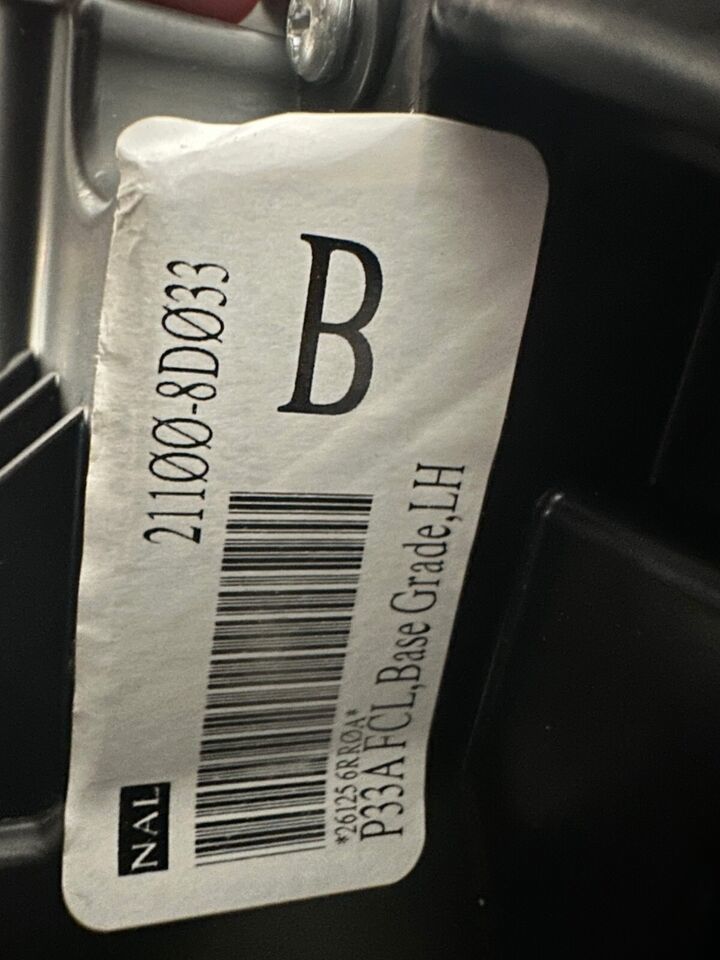 21100-8D033
B
NAL
*26125 6RR0A*
P33A FCL,Base Grade,LH